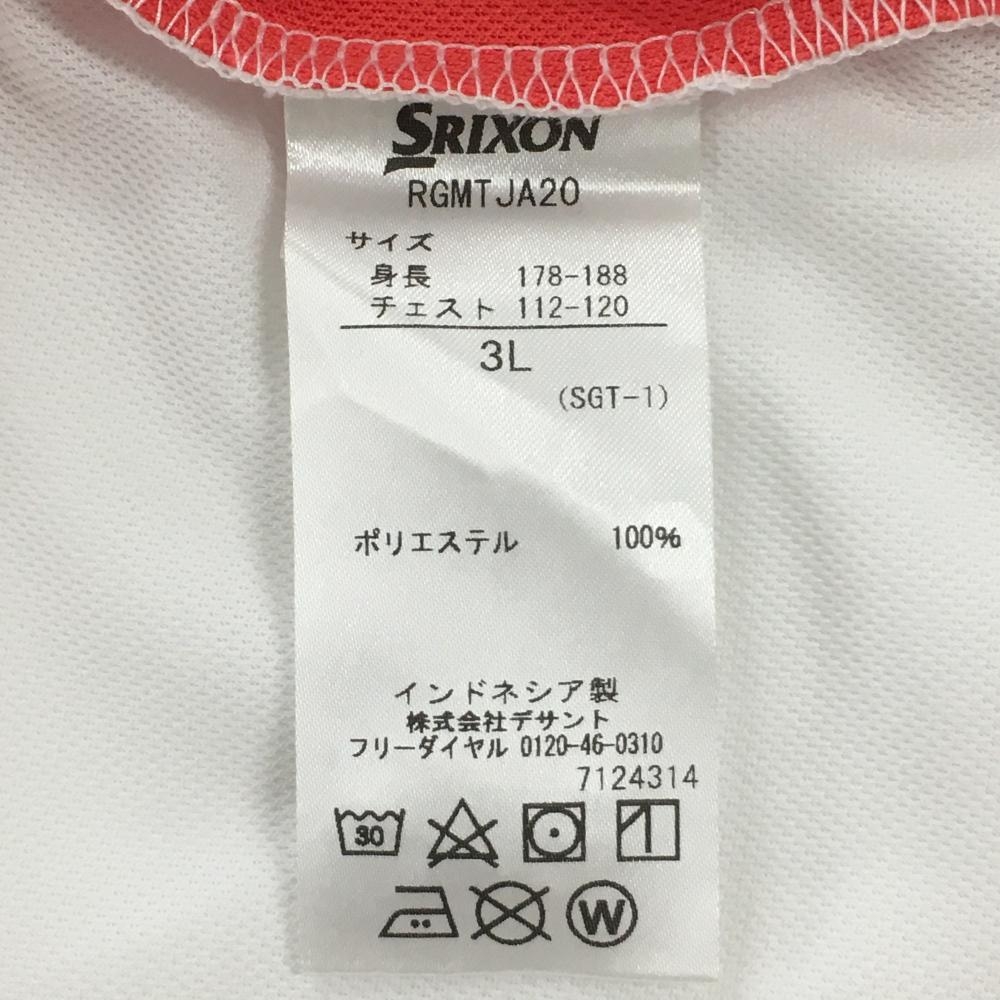 SRIXON
RGMTJA20
サイズ
身長 178-188
チェスト 112-120
3L
(SGT-1)
ポリエステル 100%
インドネシア製
株式会社デサント
フリーダイヤル 0120-46-0310
7124314
30
W